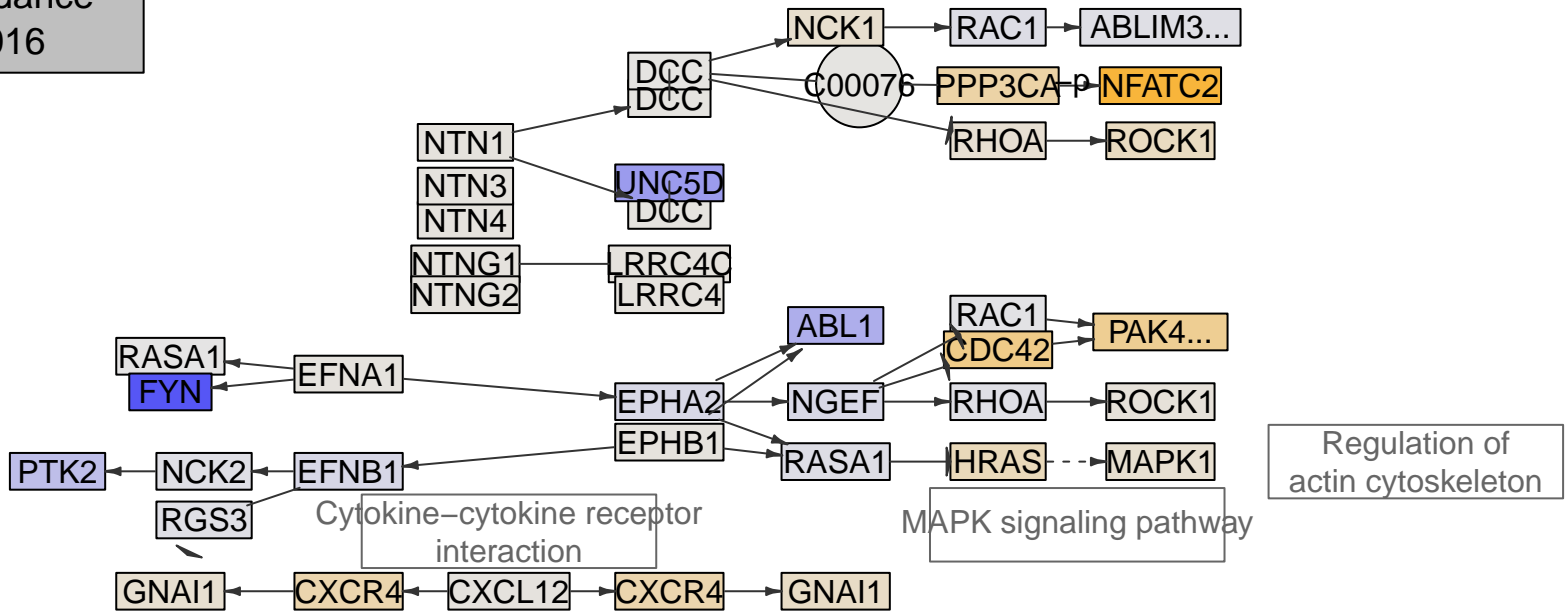 016
NCK1
RAC1
ABLIM3...
DCC
DCC
C00076
PPP3CA
-p
NFATC2
NTN1
RHOA
ROCK1
NTN3
UNC5D
NTN4
DCC
NTNG1
LRRC4C
NTNG2
LRRC4
RAC1
ABL1
PAK4...
RASA1
CDC42
EFNA1
FYN
EPHA2
NGEF
RHOA
ROCK1
EPHB1
PTK2
NCK2
EFNB1
RASA1
HRAS
MAPK1
Regulation of
actin cytoskeleton
RGS3
Cytokine−cytokine receptor
interaction
MAPK signaling pathway
GNAI1
CXCR4
CXCL12
CXCR4
GNAI1